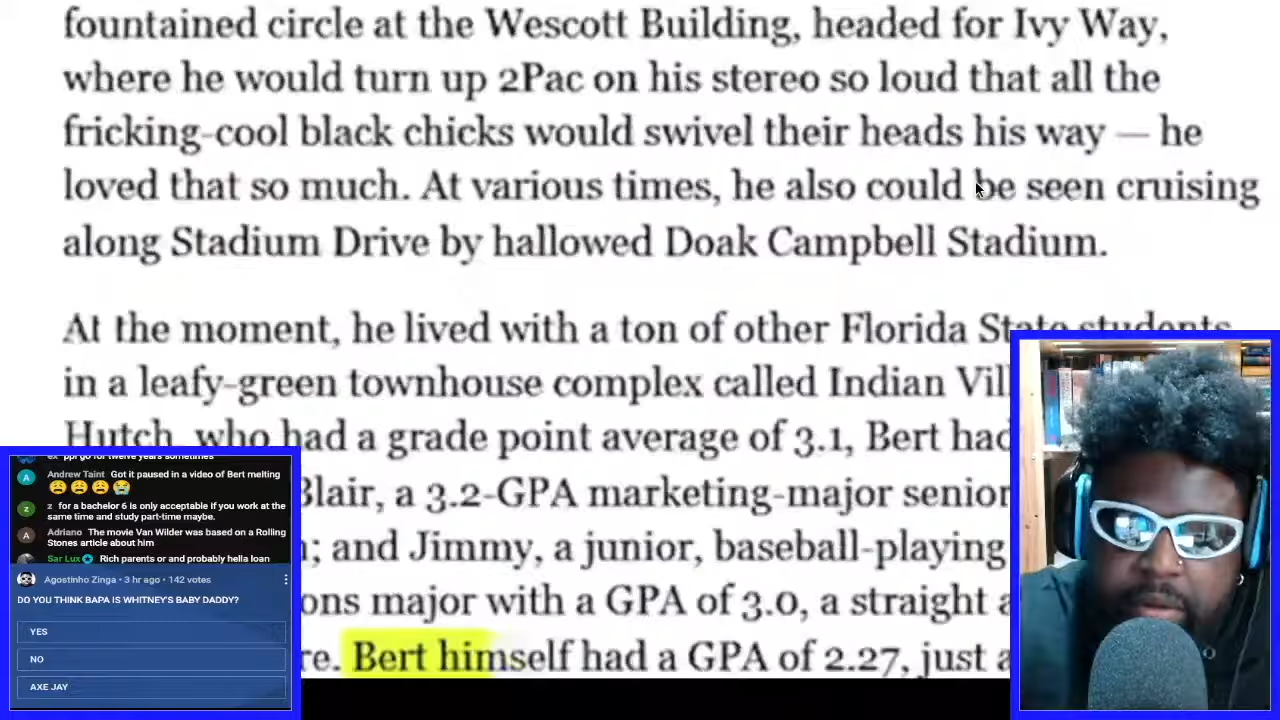 fountained circle at the Wescott Building, headed for Ivy Way,
where he would turn up 2Pac on his stereo so loud that all the
fricking-cool black chicks would swivel their heads his way — he
loved that so much. At various times, he also could be seen cruising
along Stadium Drive by hallowed Doak Campbell Stadium.
At the moment, he lived with a ton of other Florida State students
in a leafy-green townhouse complex called Indian Vil
Hutch, who had a grade point average of 3.1, Bert had
Blair, a 3.2-GPA marketing-major senior
; and Jimmy, a junior, baseball-playing
ons major with a GPA of 3.0, a straight a
re. Bert himself had a GPA of 2.27, just a
ppl go for twelve years sometimes
Andrew Taint Got it paused in a video of Bert melting
😩😩😩😭
z for a bachelor 6 is only acceptable if you work at the
same time and study part-time maybe.
Adriano The movie Van Wilder was based on a Rolling
Stones article about him
Sar Lux Rich parents or and probably hella loan
Agostinho Zinga • 3 hr ago • 142 votes
DO YOU THINK BAPA IS WHITNEY'S BABY DADDY?
YES
NO
AXE JAY